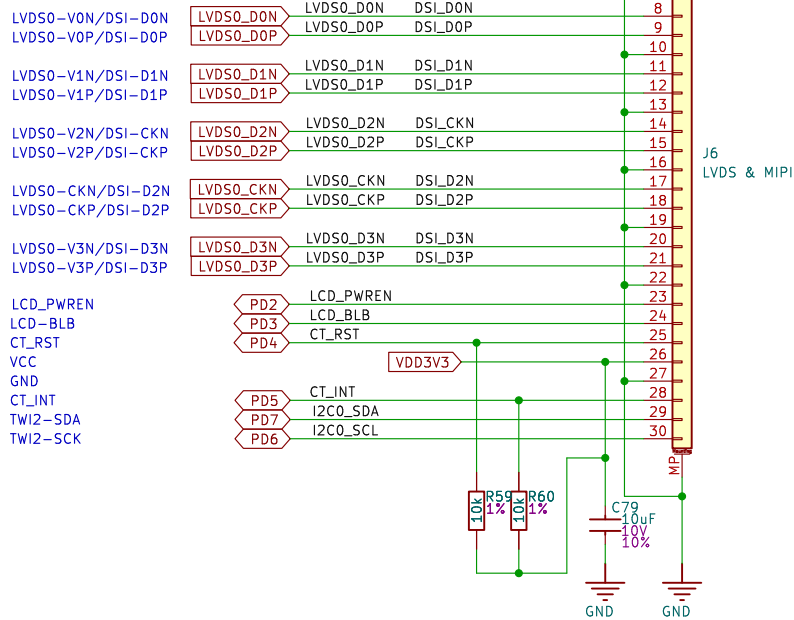 LVDS0-V0N/DSI-D0N LVDS0_D0N LVDS0_D0N DSI_D0N 8
LVDS0-V0P/DSI-D0P LVDS0_D0P LVDS0_D0P DSI_D0P 9
10
LVDS0-V1N/DSI-D1N LVDS0_D1N LVDS0_D1N DSI_D1N 11
LVDS0-V1P/DSI-D1P LVDS0_D1P LVDS0_D1P DSI_D1P 12
13
LVDS0-V2N/DSI-CKN LVDS0_D2N LVDS0_D2N DSI_CKN 14
LVDS0-V2P/DSI-CKP LVDS0_D2P LVDS0_D2P DSI_CKP 15
J6
16
LVDS & MIPI
LVDS0-CKN/DSI-D2N LVDS0_CKN LVDS0_CKN DSI_D2N 17
LVDS0-CKP/DSI-D2P LVDS0_CKP LVDS0_CKP DSI_D2P 18
19
LVDS0-V3N/DSI-D3N LVDS0_D3N LVDS0_D3N DSI_D3N 20
LVDS0-V3P/DSI-D3P LVDS0_D3P LVDS0_D3P DSI_D3P 21
22
LCD_PWREN PD2 LCD_PWREN 23
LCD-BLB PD3 LCD_BLB 24
CT_RST PD4 CT_RST 25
VCC VDD3V3 26
GND 27
CT_INT PD5 CT_INT 28
TWI2-SDA PD7 I2C0_SDA 29
TWI2-SCK PD6 I2C0_SCL 30
MP
R59 R60
10k 1% 10k 1%
C79
10uF
10V
10%
GND GND